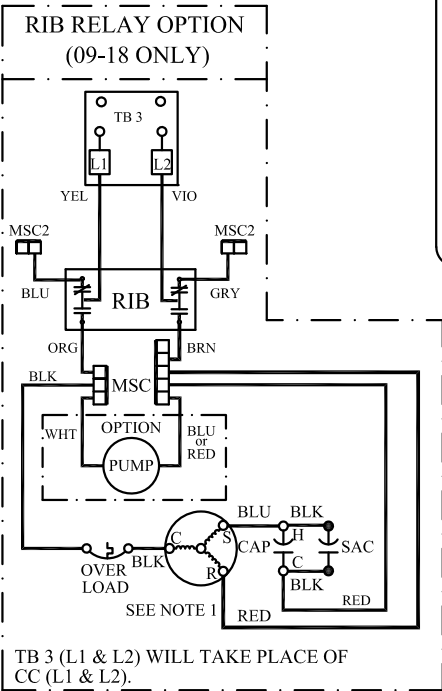 RIB RELAY OPTION
(09-18 ONLY)
TB 3
L1 L2
YEL VIO
MSC2 MSC2
BLU RIB GRY
ORG BRN
BLK MSC
WHT OPTION BLU
or
RED
PUMP
BLU BLK
C S CAP H SAC
OVER
LOAD BLK R C BLK
SEE NOTE 1 RED RED
TB 3 (L1 & L2) WILL TAKE PLACE OF
CC (L1 & L2).